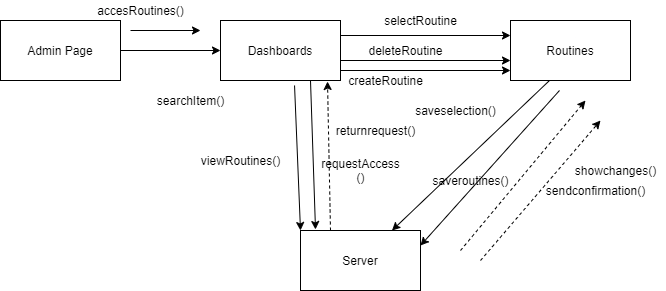 accesRoutines()
selectRoutine
Admin Page
Dashboards
deleteRoutine
Routines
createRoutine
searchItem()
saveselection()
returnrequest()
viewRoutines()
requestAccess
()
showchanges()
saveroutines()
sendconfirmation()
Server